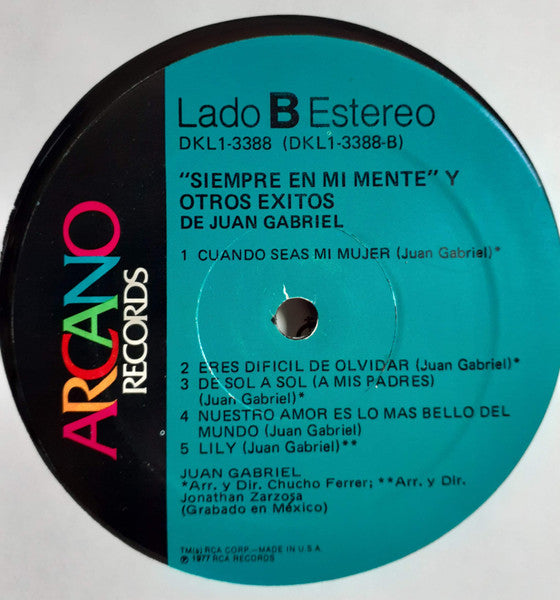 ARCANO
RECORDS
Lado B Estereo
DKL1-3388 (DKL1-3388-B)
"SIEMPRE EN MI MENTE" Y
OTROS EXITOS
DE JUAN GABRIEL
1 CUANDO SEAS MI MUJER (Juan Gabriel)*
2 ERES DIFICIL DE OLVIDAR (Juan Gabriel)*
3 DE SOL A SOL (A MIS PADRES)
(Juan Gabriel)*
4 NUESTRO AMOR ES LO MAS BELLO DEL
MUNDO (Juan Gabriel)
5 LILY (Juan Gabriel)**
JUAN GABRIEL
*Arr. y Dir. Chucho Ferrer; **Arr. y Dir.
Jonathan Zarzosa
(Grabado en México)
TM(s) RCA CORP.—MADE IN U.S.A.
℗ 1977 RCA RECORDS